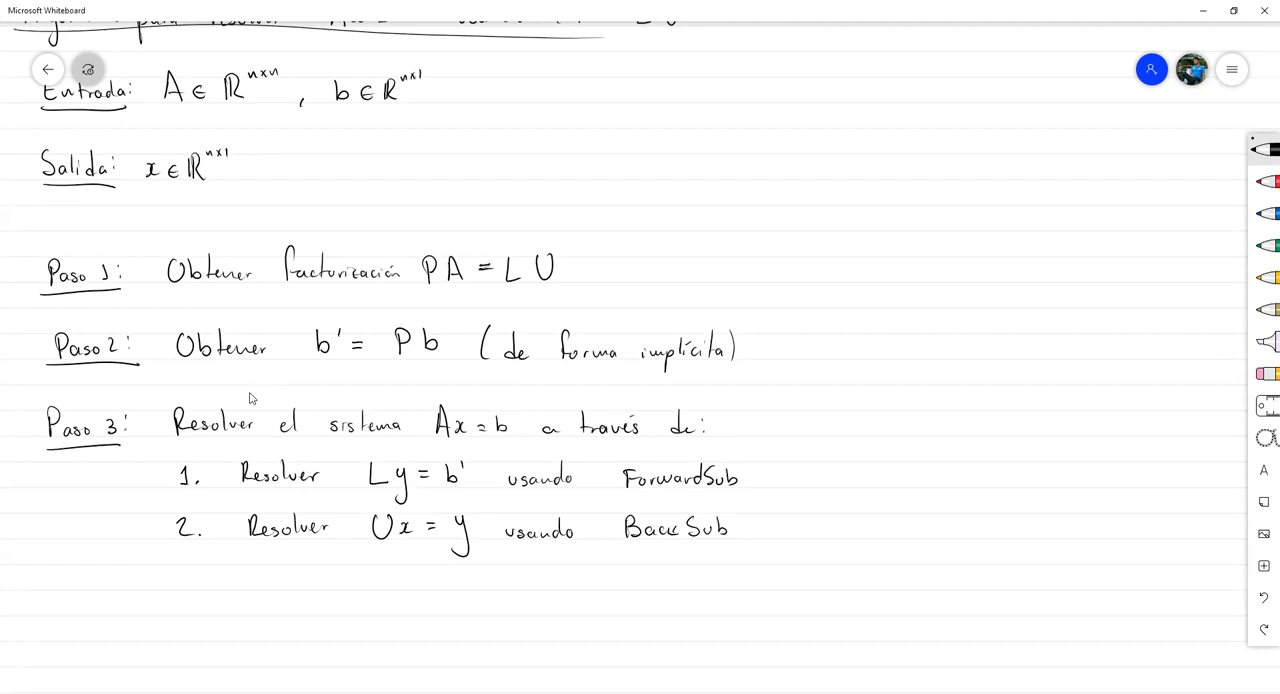 Microsoft Whiteboard
para
Entrada: A ∈ ℝⁿˣⁿ , b ∈ ℝⁿˣ¹
Salida: x ∈ ℝⁿˣ¹
Paso 1: Obtener factorización PA = LU
Paso 2: Obtener b' = Pb (de forma implícita)
Paso 3: Resolver el sistema Ax = b a través de:
1. Resolver Ly = b' usando ForwardSub
2. Resolver Ux = y usando BackSub
A